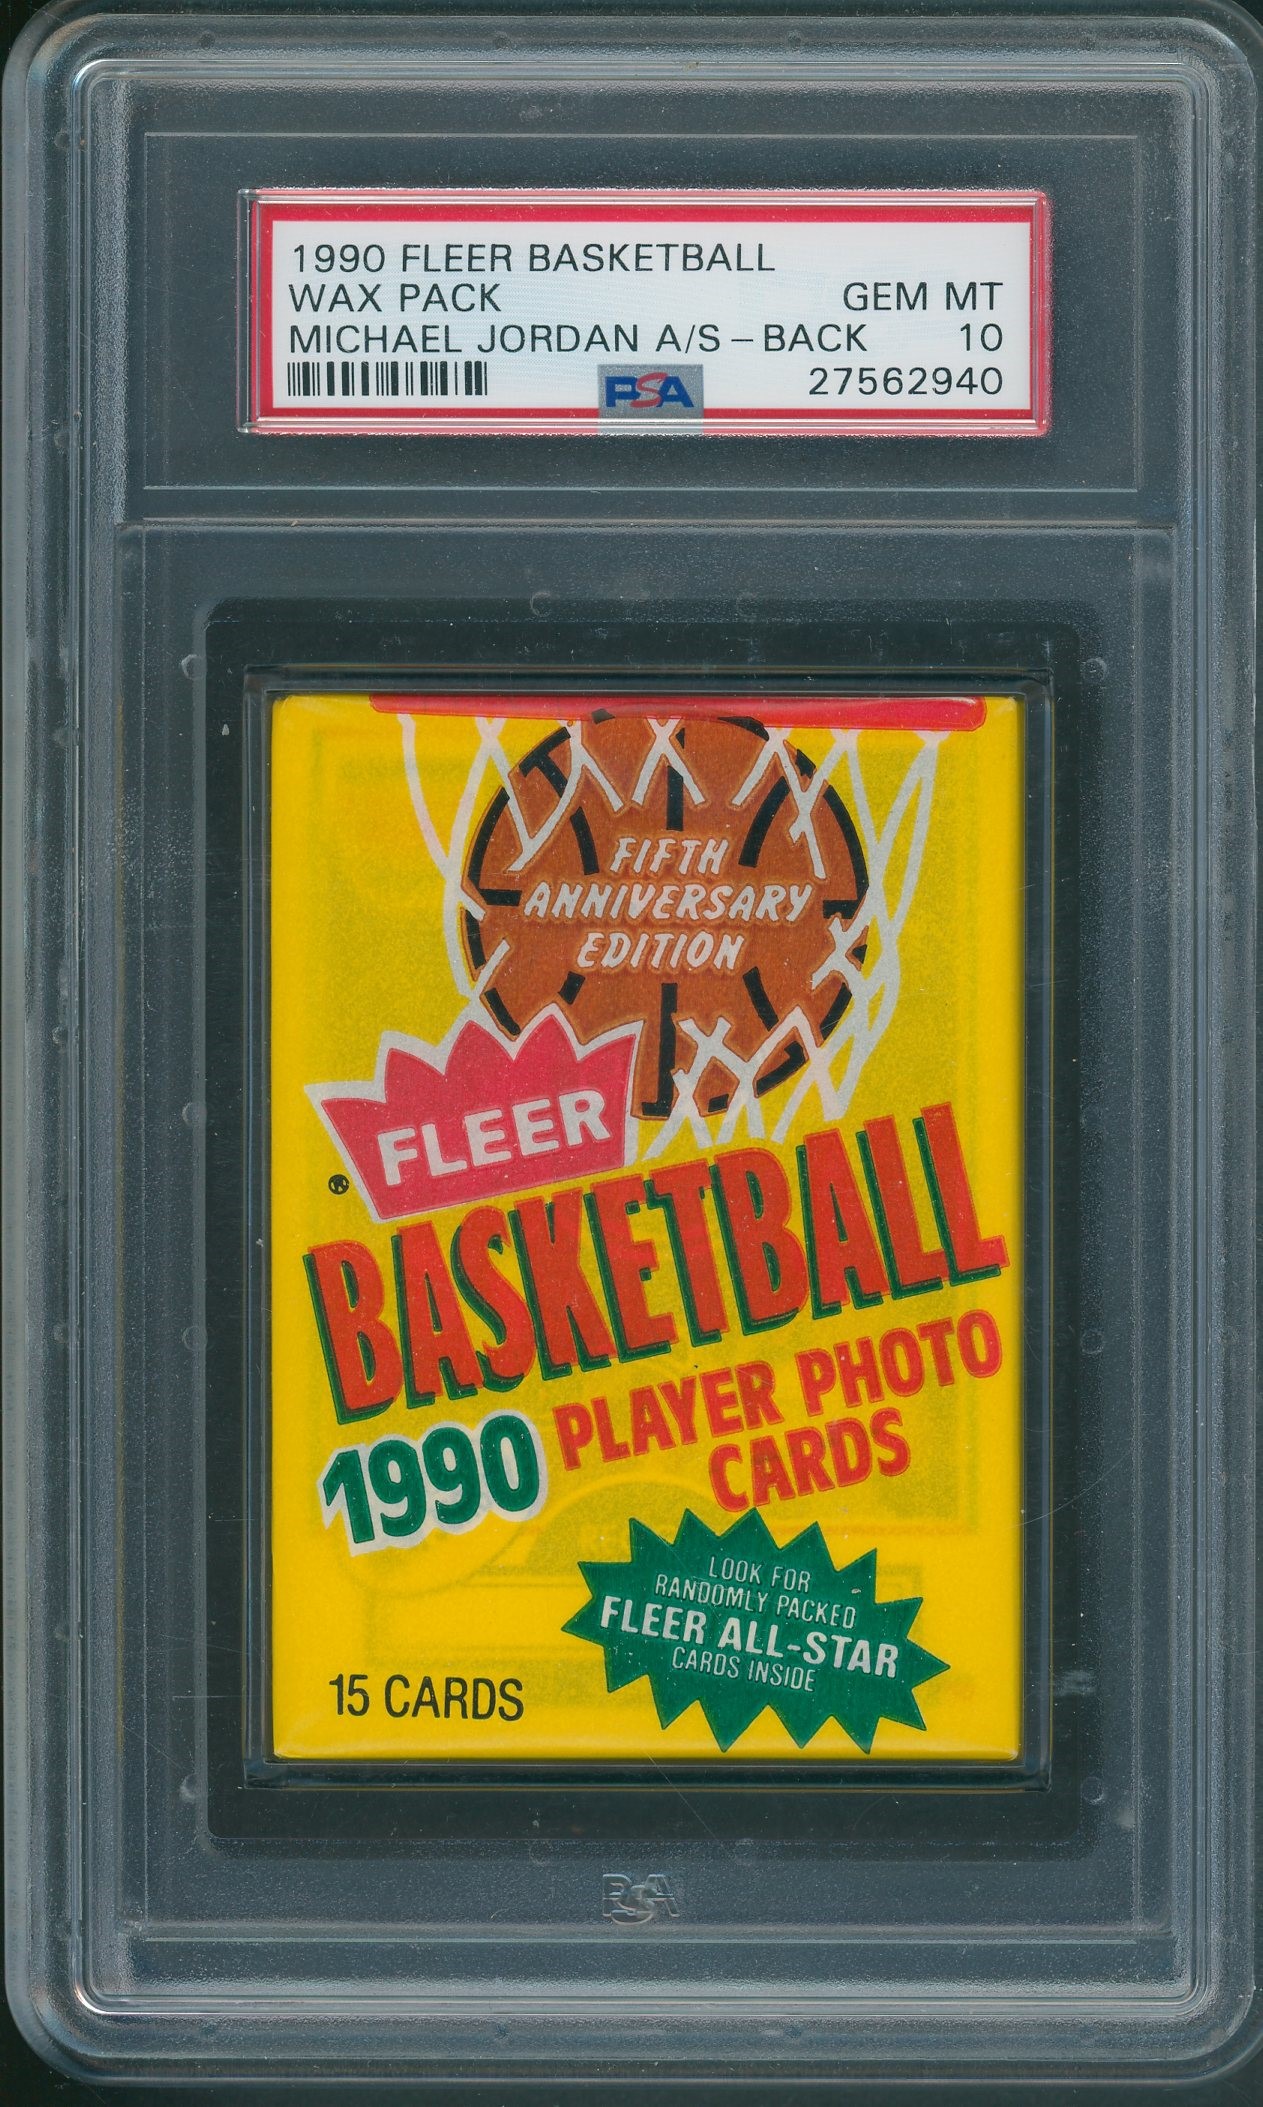 1990 FLEER BASKETBALL
WAX PACK GEM MT
MICHAEL JORDAN A/S - BACK 10
PSA 27562940
FIFTH
ANNIVERSARY
EDITION
FLEER
®
BASKETBALL
1990 PLAYER PHOTO
CARDS
LOOK FOR
RANDOMLY PACKED
FLEER ALL-STAR
CARDS INSIDE
15 CARDS
PSA